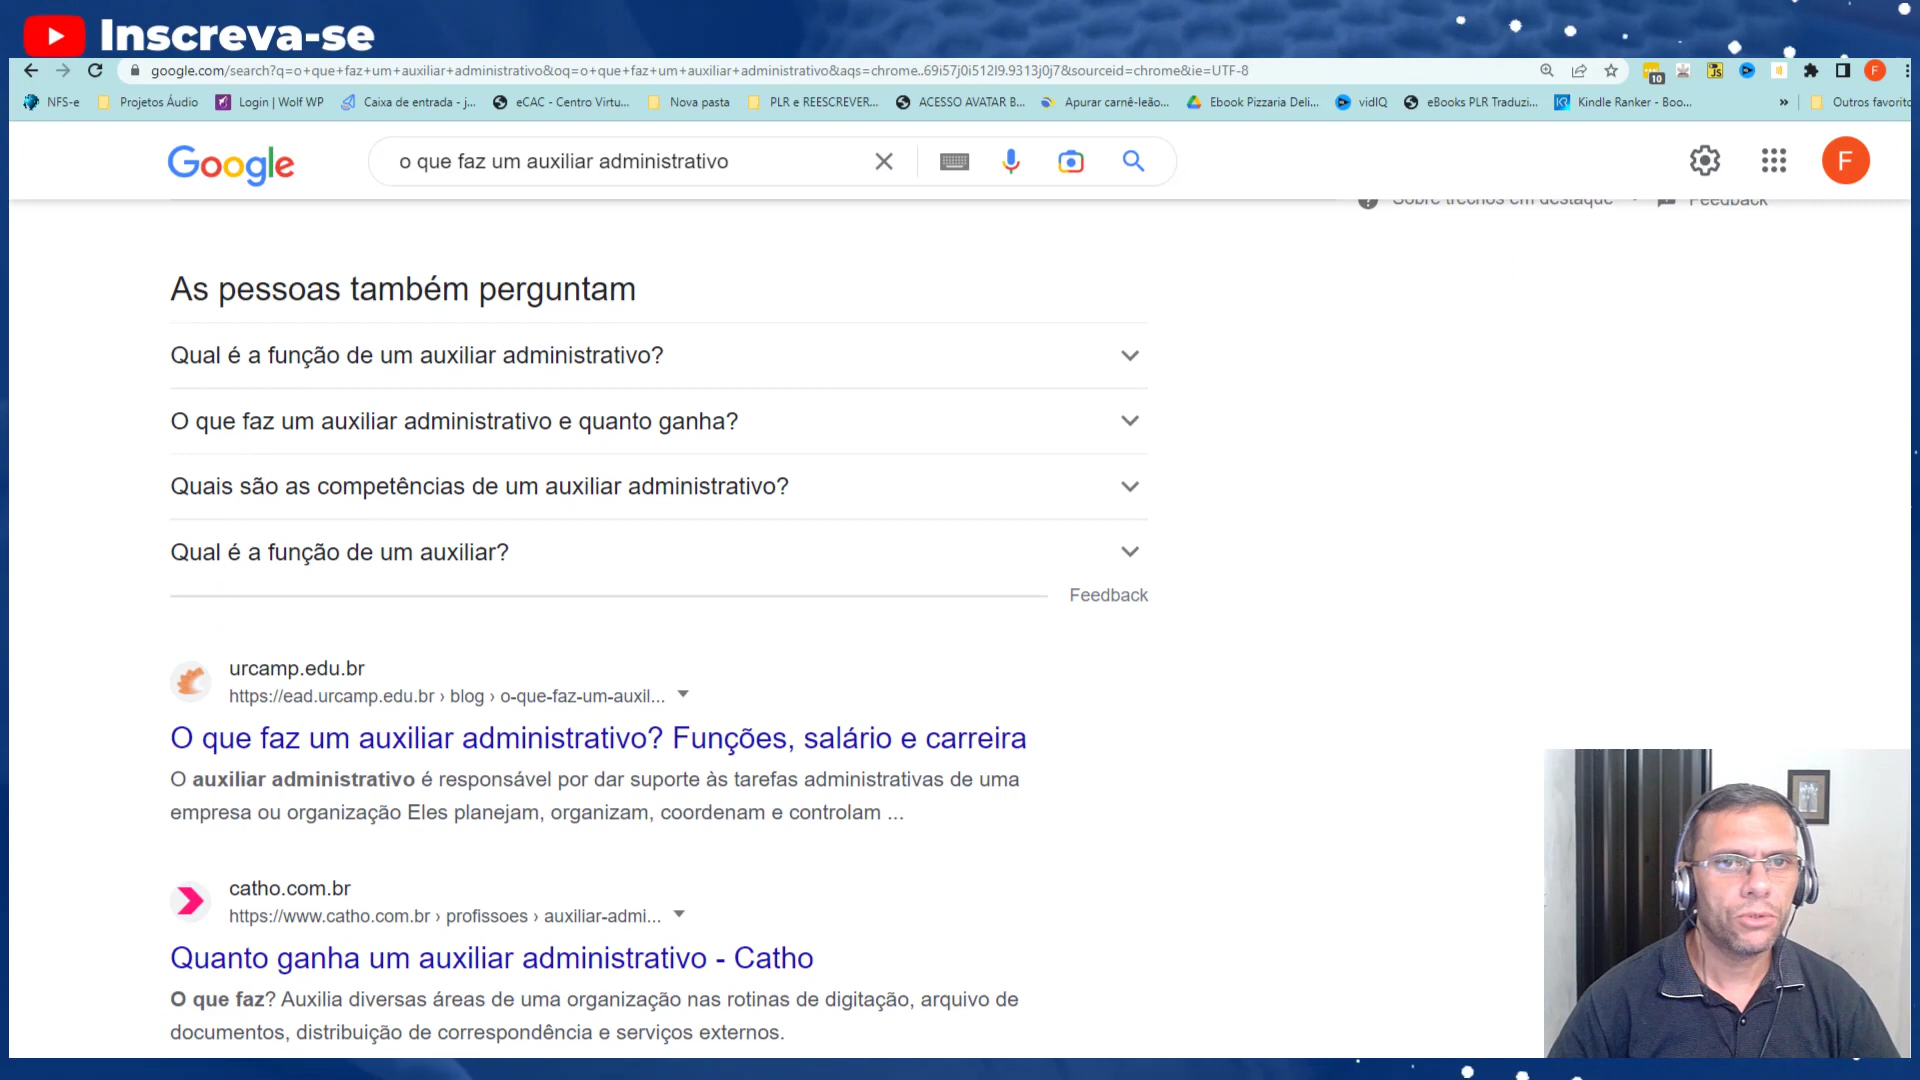 Inscreva-se
google.com/search?q=o+que+faz+um+auxiliar+administrativo&oq=o+que+faz+um+auxiliar+administrativo&aqs=chrome..69i57j0i512l9.9313j0j7&sourceid=chrome&ie=UTF-8
10
NFS-e Projetos Áudio Login | Wolf WP Caixa de entrada - j... eCAC - Centro Virtu... Nova pasta PLR e REESCREVER... ACESSO AVATAR B... Apurar carnê-leão... Ebook Pizzaria Deli... vidIQ eBooks PLR Traduzi... Kindle Ranker - Boo... » Outros favorito
Google o que faz um auxiliar administrativo F
Sobre trechos em destaque · Feedback
As pessoas também perguntam
Qual é a função de um auxiliar administrativo?
O que faz um auxiliar administrativo e quanto ganha?
Quais são as competências de um auxiliar administrativo?
Qual é a função de um auxiliar?
Feedback
urcamp.edu.br
https://ead.urcamp.edu.br › blog › o-que-faz-um-auxil...
O que faz um auxiliar administrativo? Funções, salário e carreira
O auxiliar administrativo é responsável por dar suporte às tarefas administrativas de uma
empresa ou organização Eles planejam, organizam, coordenam e controlam ...
catho.com.br
https://www.catho.com.br › profissoes › auxiliar-admi...
Quanto ganha um auxiliar administrativo - Catho
O que faz? Auxilia diversas áreas de uma organização nas rotinas de digitação, arquivo de
documentos, distribuição de correspondência e serviços externos.